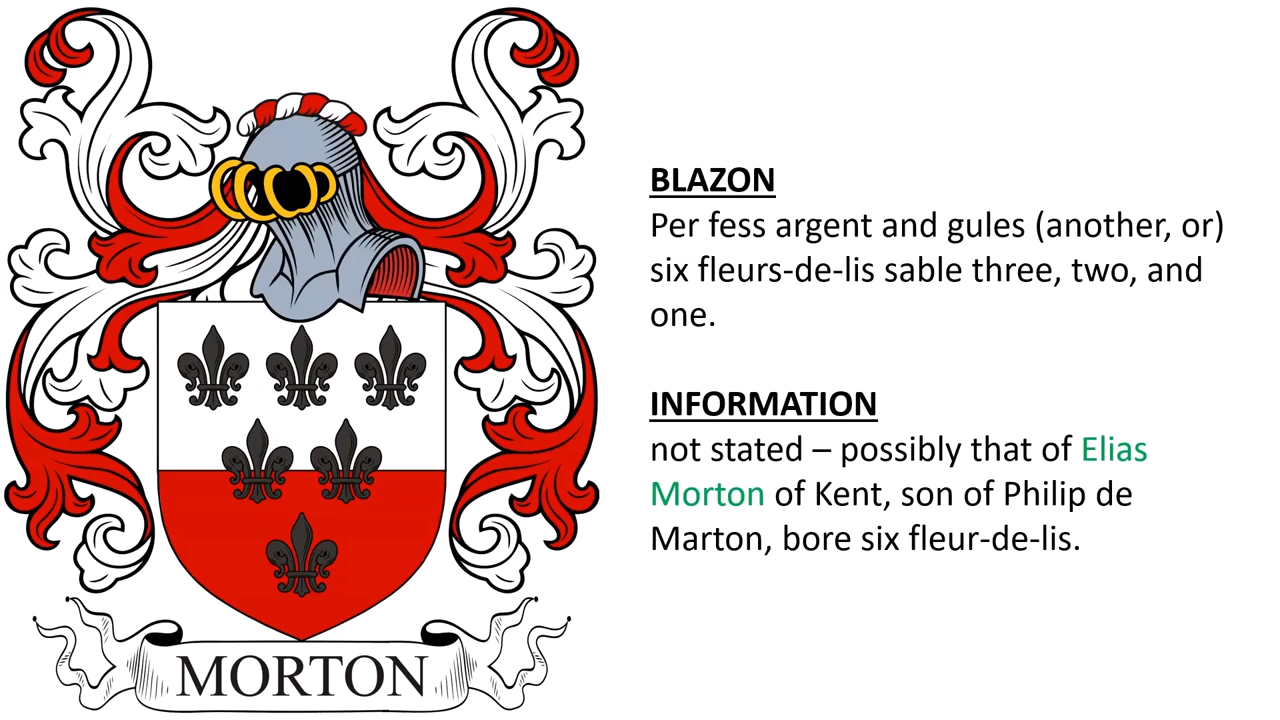 BLAZON
Per fess argent and gules (another, or)
six fleurs-de-lis sable three, two, and
one.
INFORMATION
not stated – possibly that of Elias
Morton of Kent, son of Philip de
Marton, bore six fleur-de-lis.
MORTON